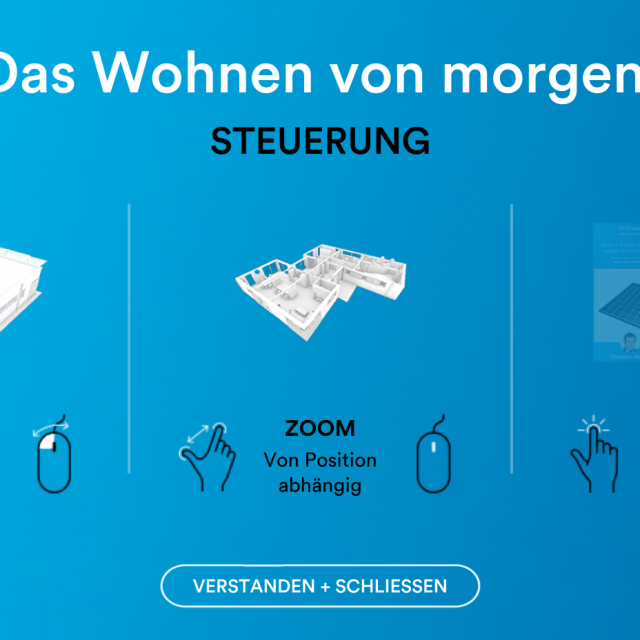 Das Wohnen von morgen
STEUERUNG
ZOOM
Von Position
abhängig
VERSTANDEN + SCHLIESSEN